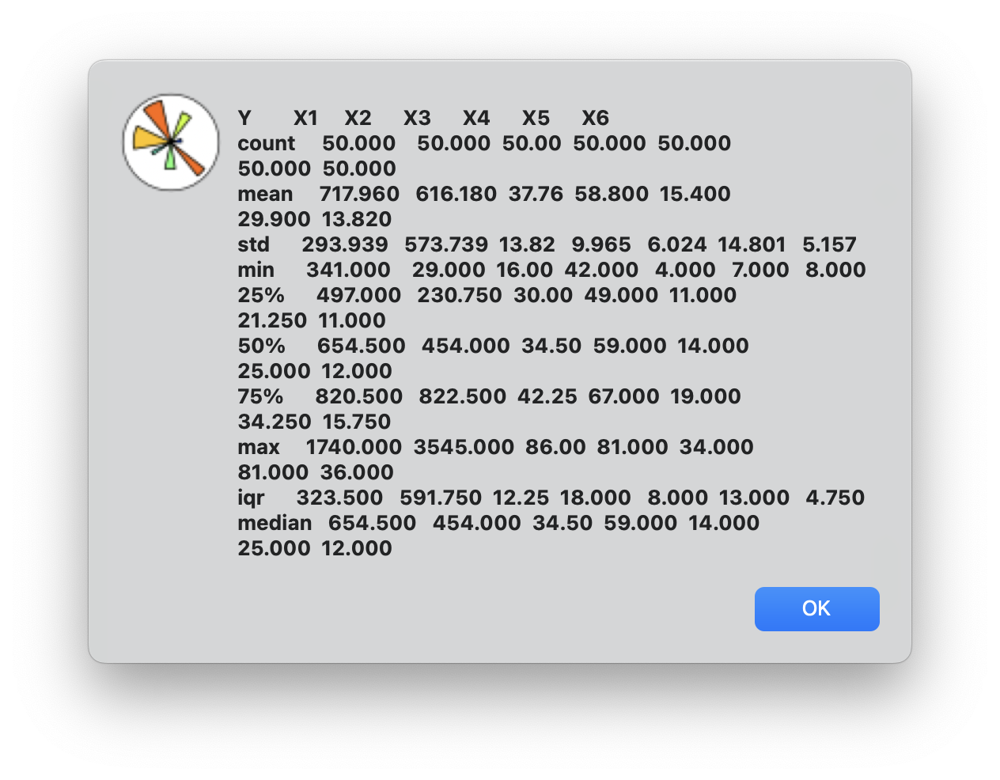 Y X1 X2 X3 X4 X5 X6
count 50.000 50.000 50.00 50.000 50.000
50.000 50.000
mean 717.960 616.180 37.76 58.800 15.400
29.900 13.820
std 293.939 573.739 13.82 9.965 6.024 14.801 5.157
min 341.000 29.000 16.00 42.000 4.000 7.000 8.000
25% 497.000 230.750 30.00 49.000 11.000
21.250 11.000
50% 654.500 454.000 34.50 59.000 14.000
25.000 12.000
75% 820.500 822.500 42.25 67.000 19.000
34.250 15.750
max 1740.000 3545.000 86.00 81.000 34.000
81.000 36.000
iqr 323.500 591.750 12.25 18.000 8.000 13.000 4.750
median 654.500 454.000 34.50 59.000 14.000
25.000 12.000
OK